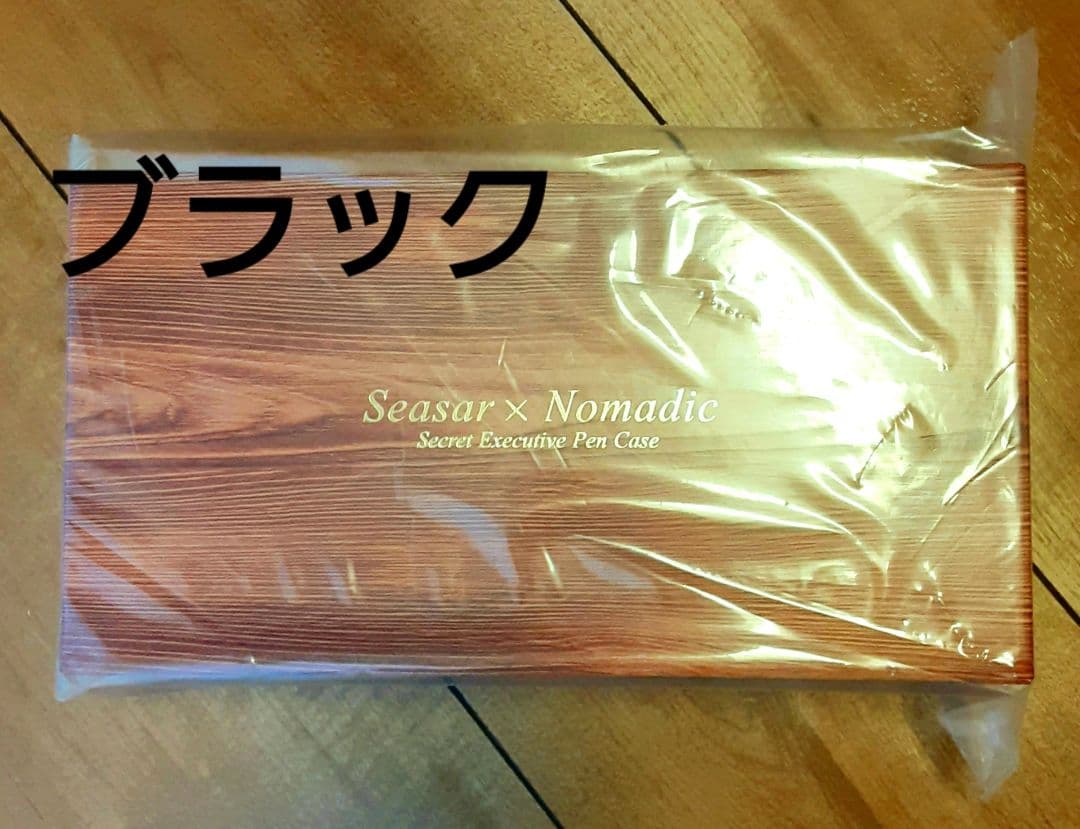 ブラック
Seasar × Nomadic
Secret Executive Pen Case